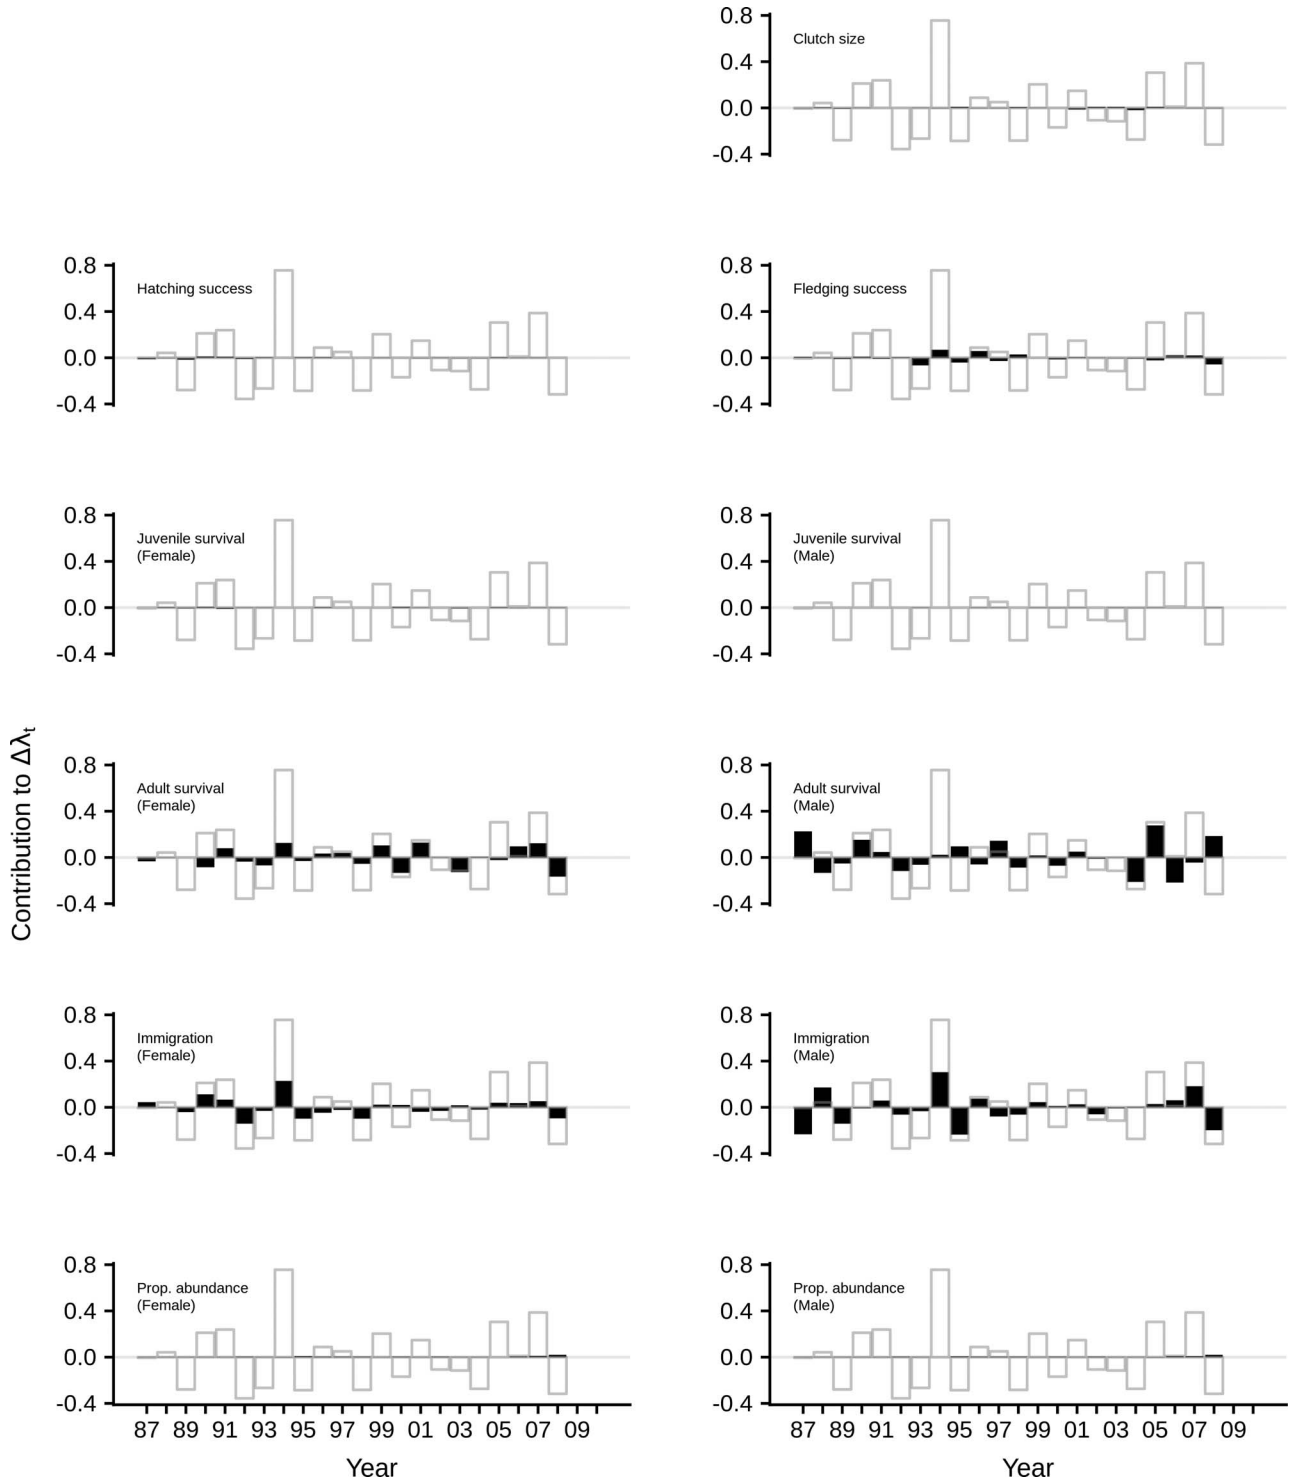 0.8
0.4
0.0
-0.4
Clutch size
0.8
0.4
0.0
-0.4
Hatching success
0.8
0.4
0.0
-0.4
Fledging success
0.8
0.4
0.0
-0.4
Juvenile survival
(Female)
0.8
0.4
0.0
-0.4
Juvenile survival
(Male)
Contribution to Δλt
0.8
0.4
0.0
-0.4
Adult survival
(Female)
0.8
0.4
0.0
-0.4
Adult survival
(Male)
0.8
0.4
0.0
-0.4
Immigration
(Female)
0.8
0.4
0.0
-0.4
Immigration
(Male)
0.8
0.4
0.0
-0.4
Prop. abundance
(Female)
87 89 91 93 95 97 99 01 03 05 07 09
Year
0.8
0.4
0.0
-0.4
Prop. abundance
(Male)
87 89 91 93 95 97 99 01 03 05 07 09
Year